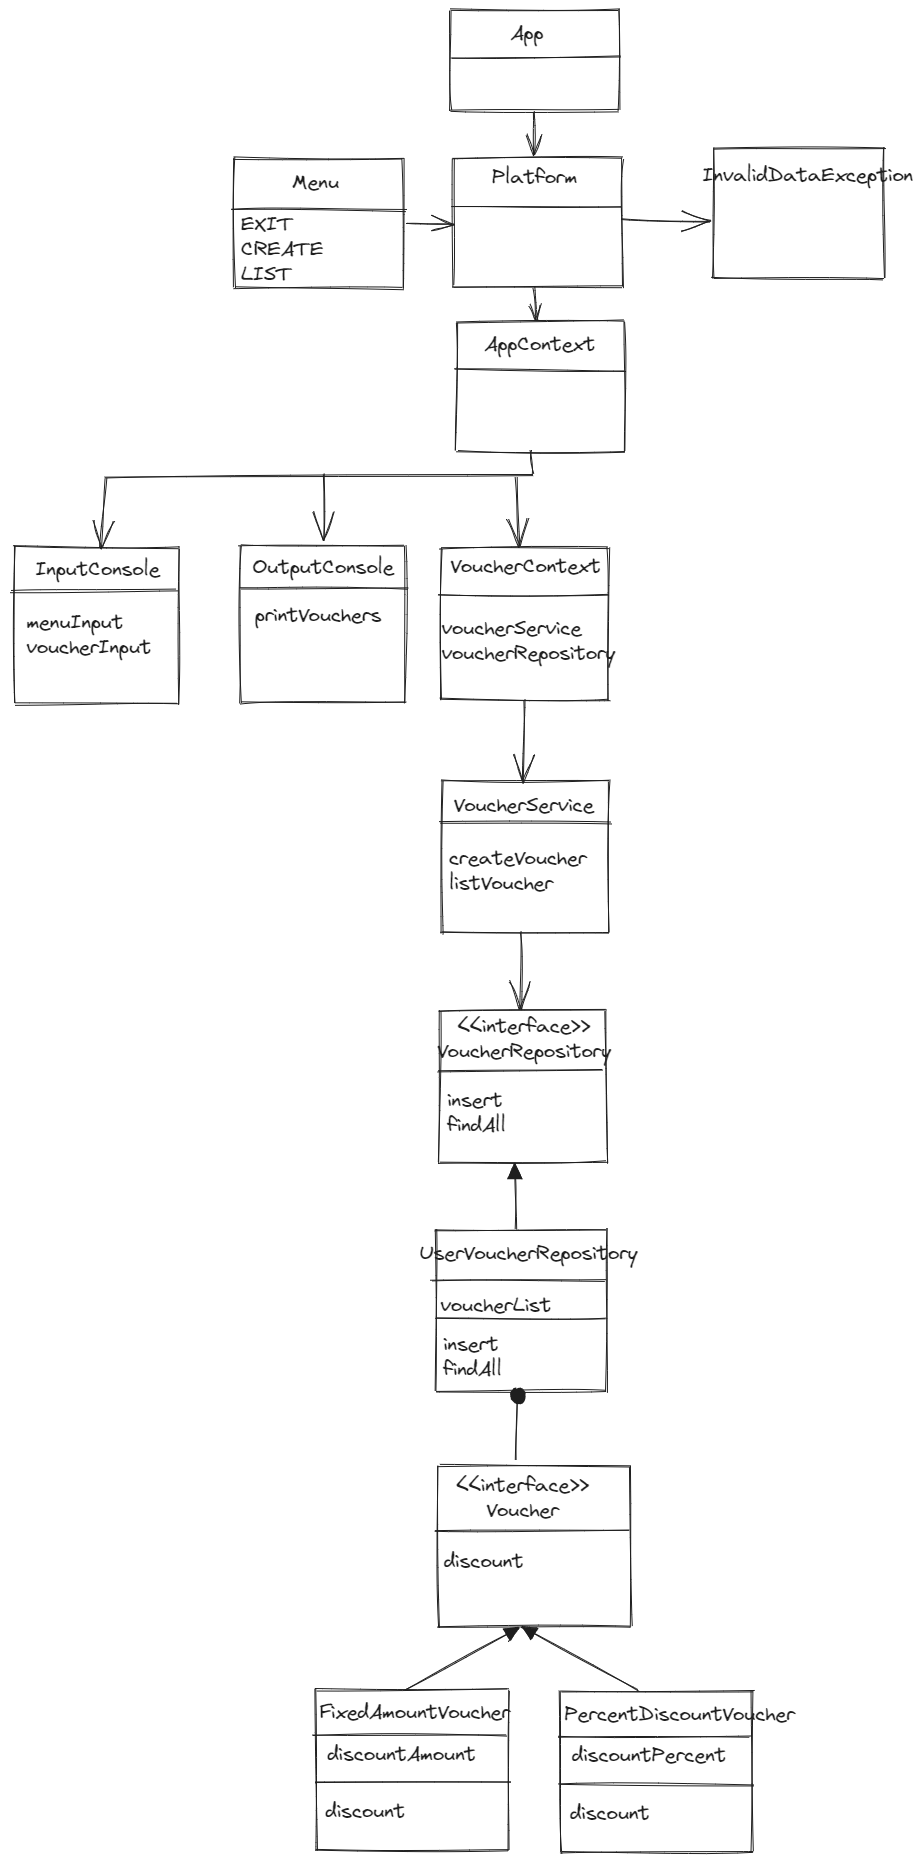 App
Menu
EXIT
CREATE
LIST
Platform
InvalidDataException
AppContext
InputConsole
menuInput
voucherInput
OutputConsole
printVouchers
VoucherContext
voucherService
voucherRepository
VoucherService
createVoucher
listVoucher
<<interface>>
VoucherRepository
insert
findAll
UserVoucherRepository
voucherList
insert
findAll
<<interface>>
Voucher
discount
FixedAmountVoucher
discountAmount
discount
PercentDiscountVoucher
discountPercent
discount